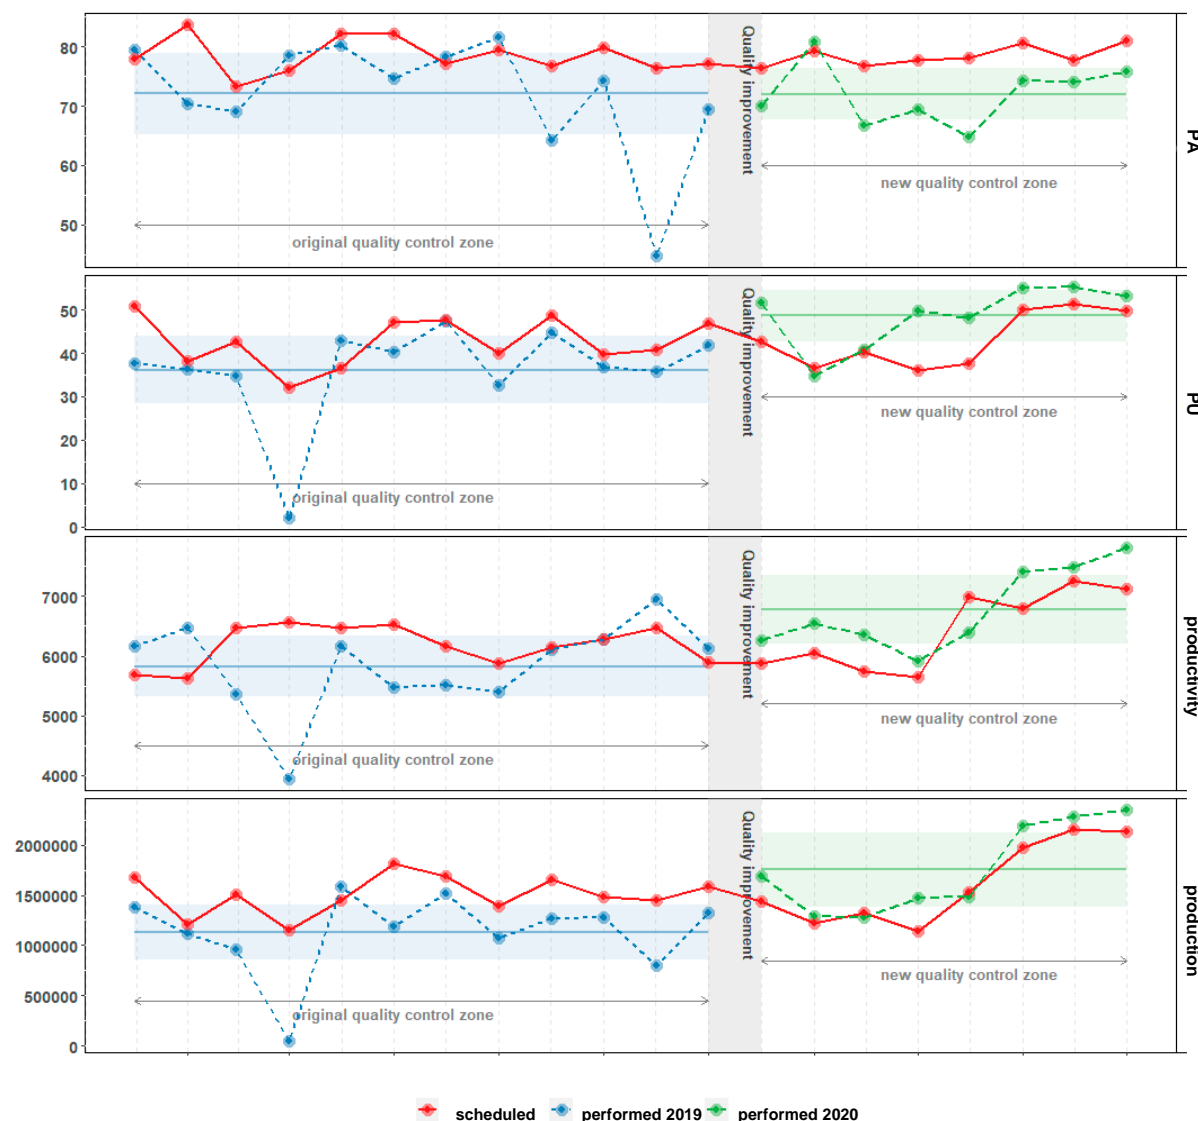 80
70
60
50
Quality improvement
original quality control zone
new quality control zone
PA
50
40
30
20
10
0
Quality improvement
original quality control zone
new quality control zone
PU
7000
6000
5000
4000
Quality improvement
original quality control zone
new quality control zone
productivity
2000000
1500000
1000000
500000
0
Quality improvement
original quality control zone
new quality control zone
production
scheduled performed 2019 performed 2020